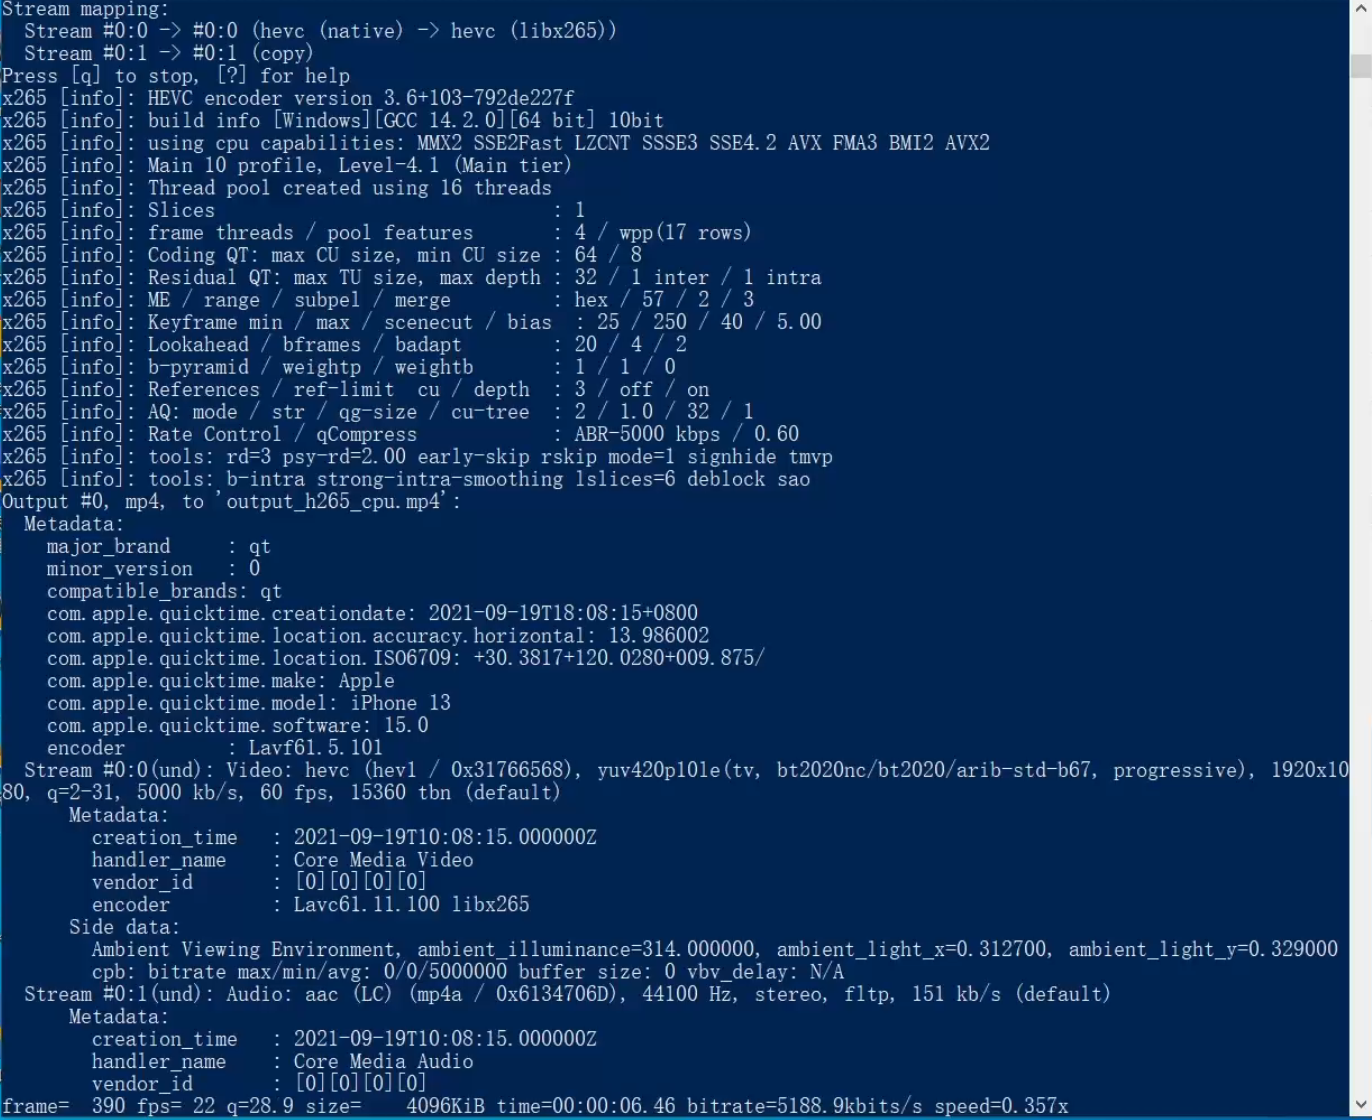 Stream mapping:
  Stream #0:0 -> #0:0 (hevc (native) -> hevc (libx265))
  Stream #0:1 -> #0:1 (copy)
Press [q] to stop, [?] for help
x265 [info]: HEVC encoder version 3.6+103-792de227f
x265 [info]: build info [Windows][GCC 14.2.0][64 bit] 10bit
x265 [info]: using cpu capabilities: MMX2 SSE2Fast LZCNT SSSE3 SSE4.2 AVX FMA3 BMI2 AVX2
x265 [info]: Main 10 profile, Level-4.1 (Main tier)
x265 [info]: Thread pool created using 16 threads
x265 [info]: Slices                              : 1
x265 [info]: frame threads / pool features       : 4 / wpp(17 rows)
x265 [info]: Coding QT: max CU size, min CU size : 64 / 8
x265 [info]: Residual QT: max TU size, max depth : 32 / 1 inter / 1 intra
x265 [info]: ME / range / subpel / merge         : hex / 57 / 2 / 3
x265 [info]: Keyframe min / max / scenecut / bias  : 25 / 250 / 40 / 5.00
x265 [info]: Lookahead / bframes / badapt        : 20 / 4 / 2
x265 [info]: b-pyramid / weightp / weightb       : 1 / 1 / 0
x265 [info]: References / ref-limit  cu / depth  : 3 / off / on
x265 [info]: AQ: mode / str / qg-size / cu-tree  : 2 / 1.0 / 32 / 1
x265 [info]: Rate Control / qCompress            : ABR-5000 kbps / 0.60
x265 [info]: tools: rd=3 psy-rd=2.00 early-skip rskip mode=1 signhide tmvp
x265 [info]: tools: b-intra strong-intra-smoothing lslices=6 deblock sao
Output #0, mp4, to 'output_h265_cpu.mp4':
  Metadata:
    major_brand     : qt
    minor_version   : 0
    compatible_brands: qt
    com.apple.quicktime.creationdate: 2021-09-19T18:08:15+0800
    com.apple.quicktime.location.accuracy.horizontal: 13.986002
    com.apple.quicktime.location.ISO6709: +30.3817+120.0280+009.875/
    com.apple.quicktime.make: Apple
    com.apple.quicktime.model: iPhone 13
    com.apple.quicktime.software: 15.0
    encoder         : Lavf61.5.101
  Stream #0:0(und): Video: hevc (hev1 / 0x31766568), yuv420p10le(tv, bt2020nc/bt2020/arib-std-b67, progressive), 1920x10
80, q=2-31, 5000 kb/s, 60 fps, 15360 tbn (default)
      Metadata:
        creation_time   : 2021-09-19T10:08:15.000000Z
        handler_name    : Core Media Video
        vendor_id       : [0][0][0][0]
        encoder         : Lavc61.11.100 libx265
      Side data:
        Ambient Viewing Environment, ambient_illuminance=314.000000, ambient_light_x=0.312700, ambient_light_y=0.329000
        cpb: bitrate max/min/avg: 0/0/5000000 buffer size: 0 vbv_delay: N/A
  Stream #0:1(und): Audio: aac (LC) (mp4a / 0x6134706D), 44100 Hz, stereo, fltp, 151 kb/s (default)
      Metadata:
        creation_time   : 2021-09-19T10:08:15.000000Z
        handler_name    : Core Media Audio
        vendor_id       : [0][0][0][0]
frame=  390 fps= 22 q=28.9 size=    4096KiB time=00:00:06.46 bitrate=5188.9kbits/s speed=0.357x